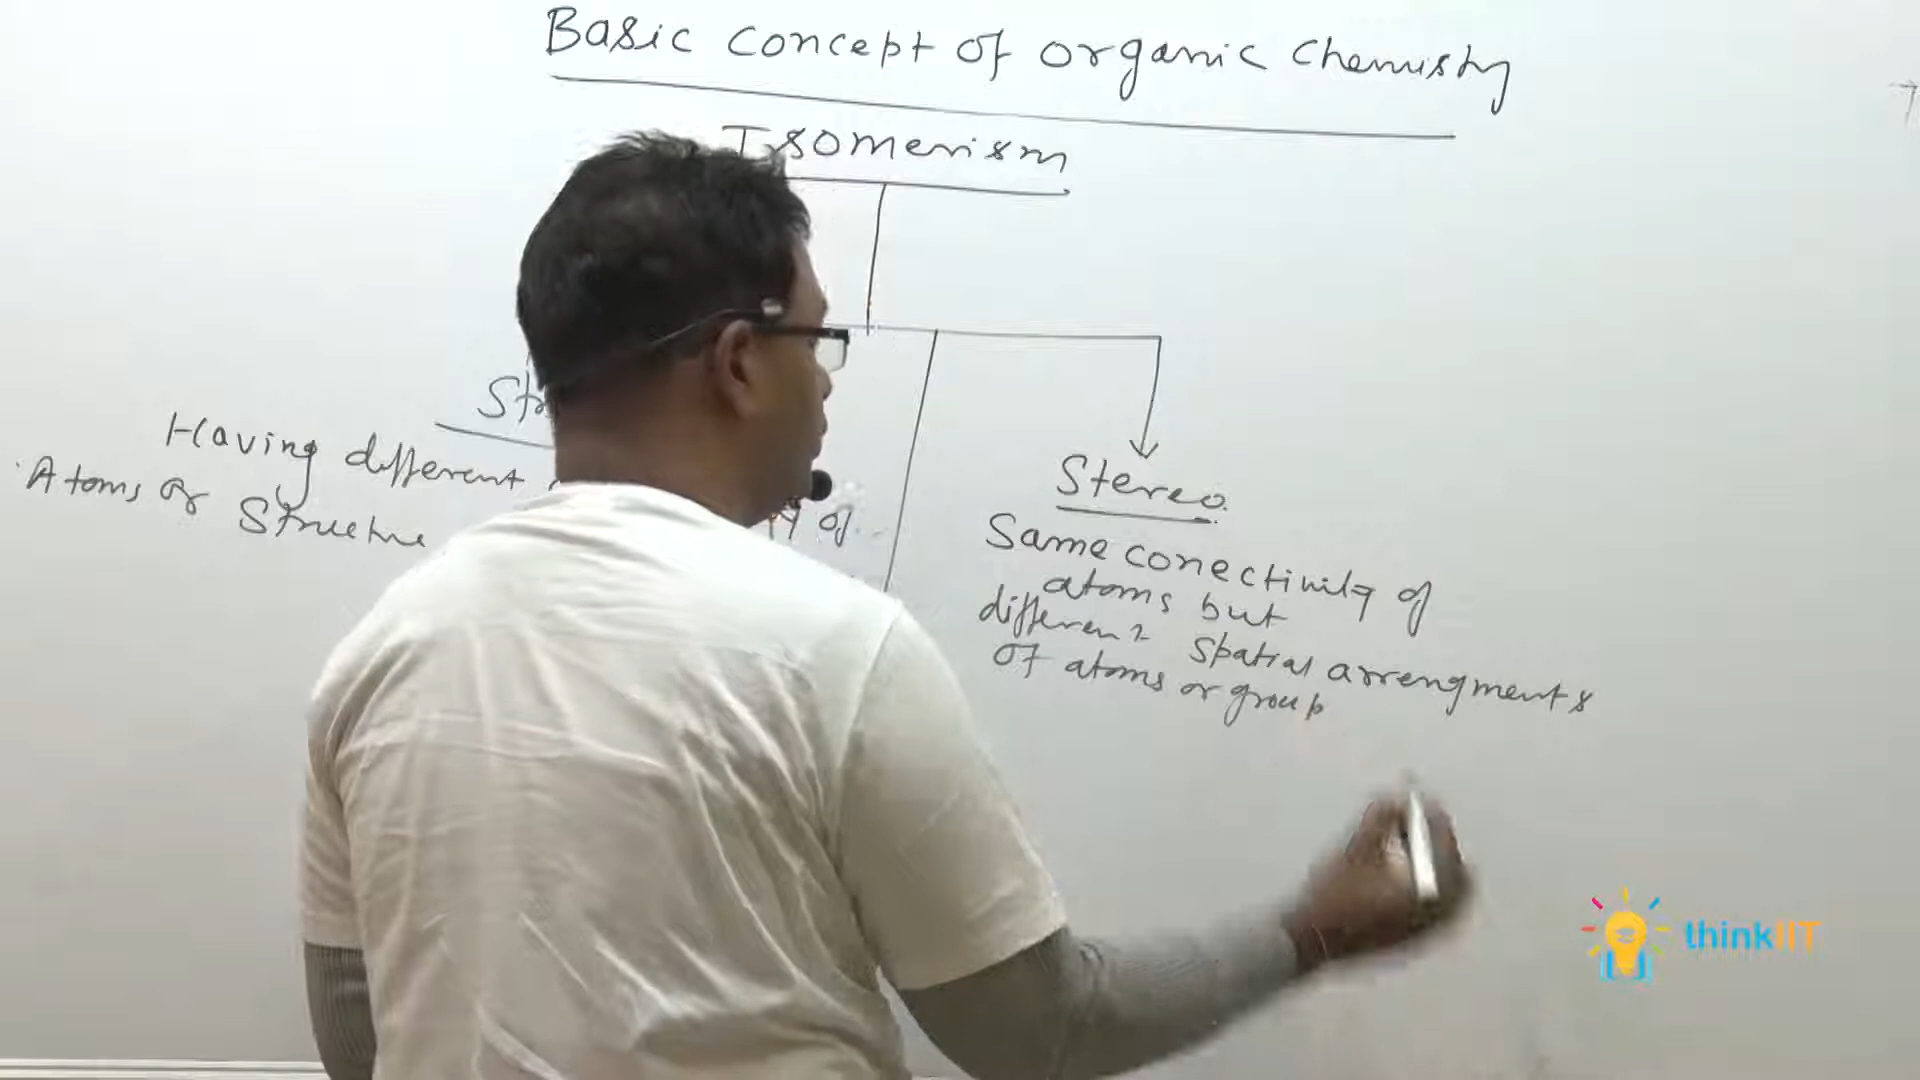 Basic concept of organic chemistry
Isomerism
Having different
Atoms or Structure
of
Stereo.
Same conectivity of
atoms but
different spatial arrengments
of atoms or group
thinkIIT